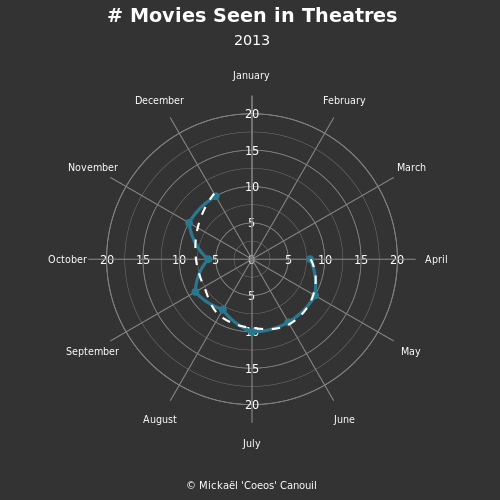 # Movies Seen in Theatres
2013
January
December
February
20
15
November
March
10
5
October
20
15
10
5
0
5
10
15
20
April
5
September
10
May
15
August
20
June
July
© Mickaël 'Coeos' Canouil